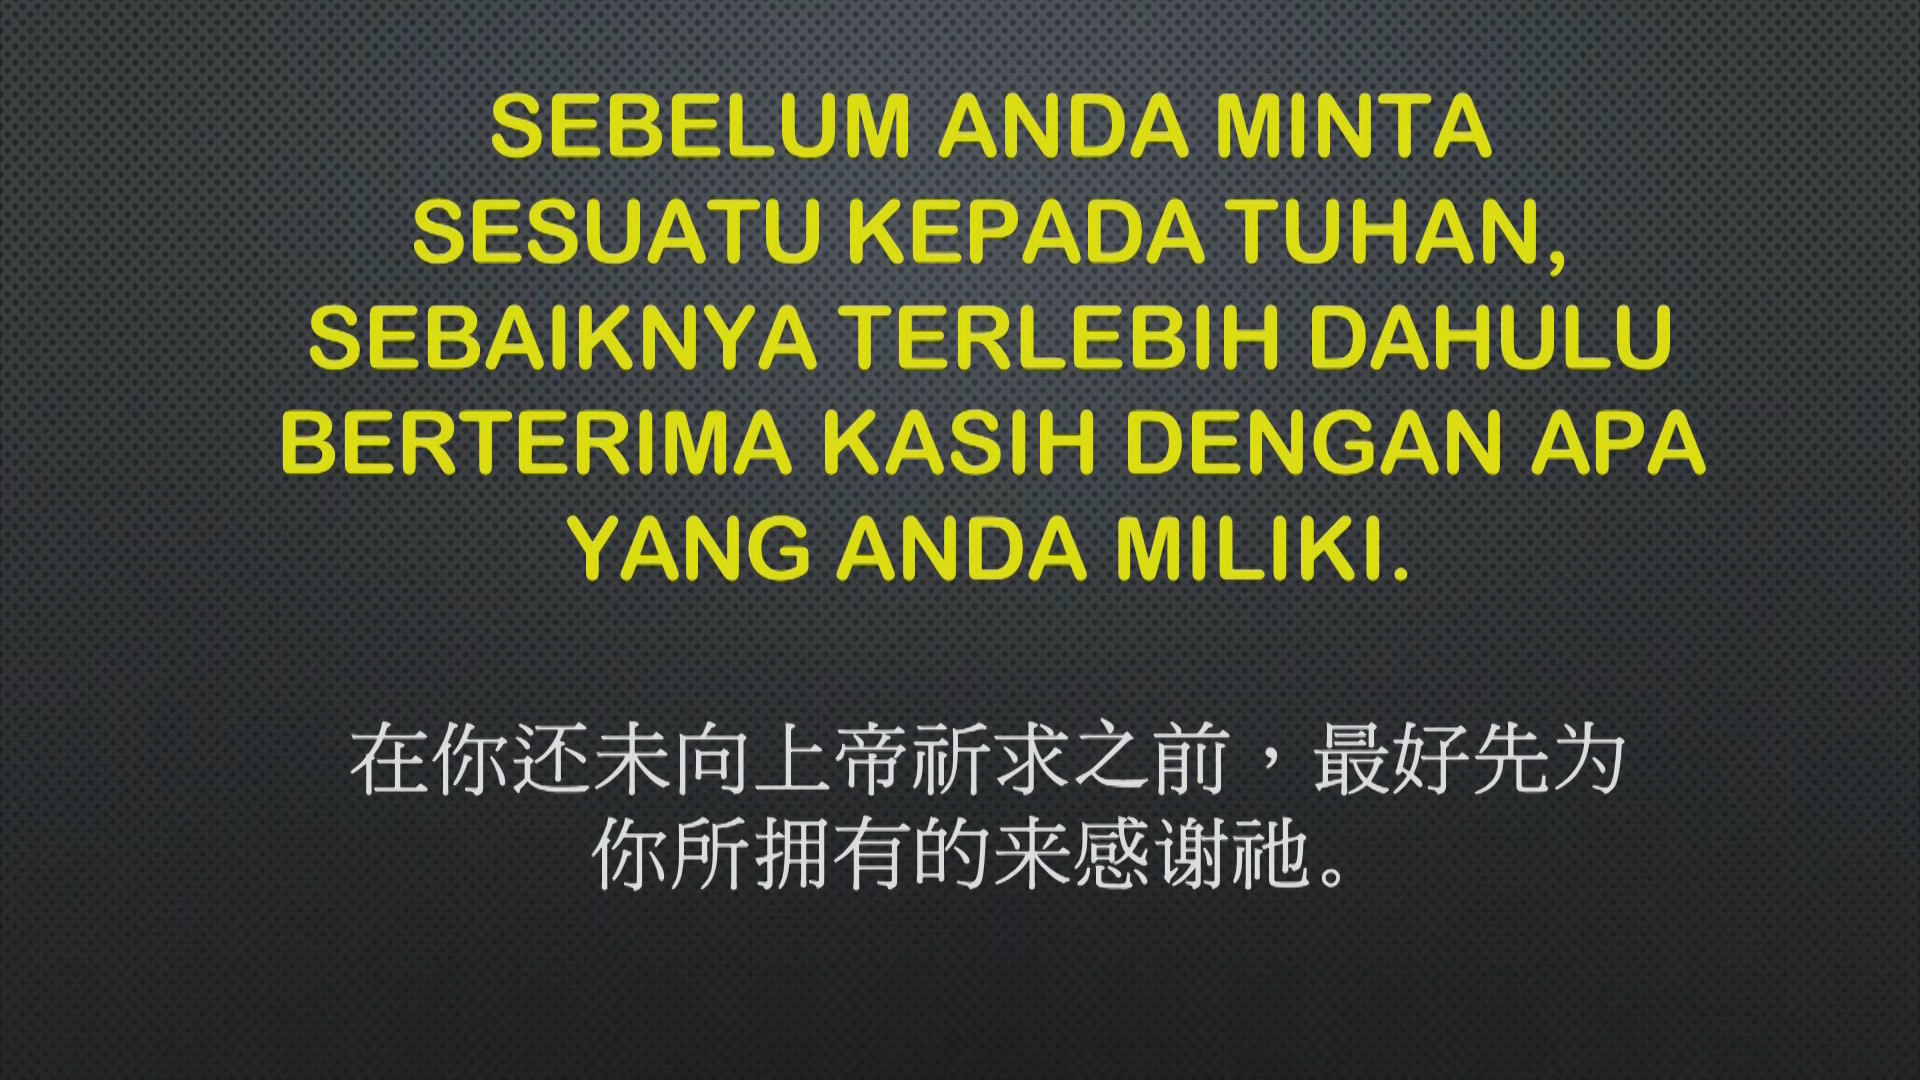 SEBELUM ANDA MINTA
SESUATU KEPADA TUHAN,
SEBAIKNYA TERLEBIH DAHULU
BERTERIMA KASIH DENGAN APA
YANG ANDA MILIKI.
在你还未向上帝祈求之前，最好先为
你所拥有的来感谢祂。